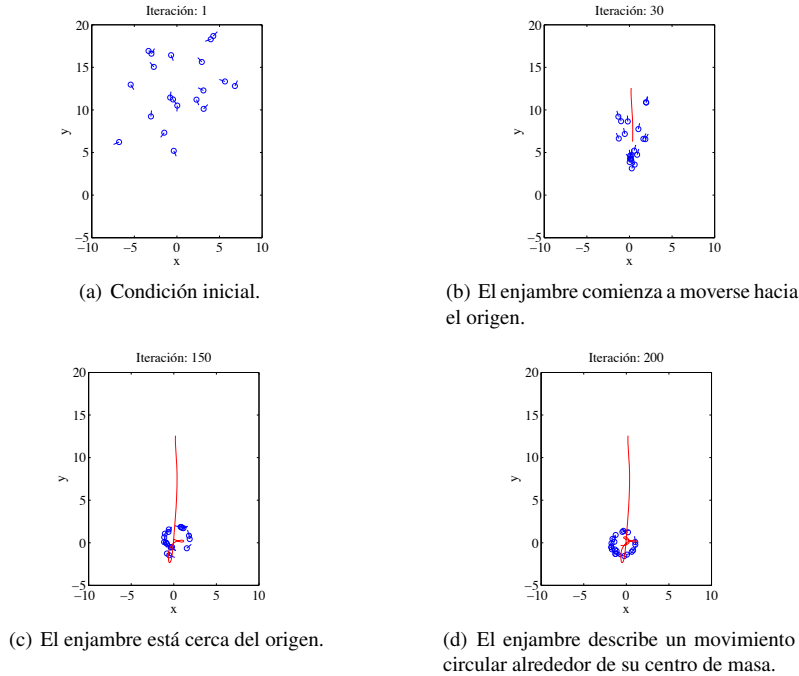 Iteración: 1
20
15
10
5
0
−5
−10
−5
0
5
10
x
y
(a) Condición inicial.
Iteración: 30
20
15
10
5
0
−5
−10
−5
0
5
10
x
y
(b) El enjambre comienza a moverse hacia
el origen.
Iteración: 150
20
15
10
5
0
−5
−10
−5
0
5
10
x
y
(c) El enjambre está cerca del origen.
Iteración: 200
20
15
10
5
0
−5
−10
−5
0
5
10
x
y
(d) El enjambre describe un movimiento
circular alrededor de su centro de masa.